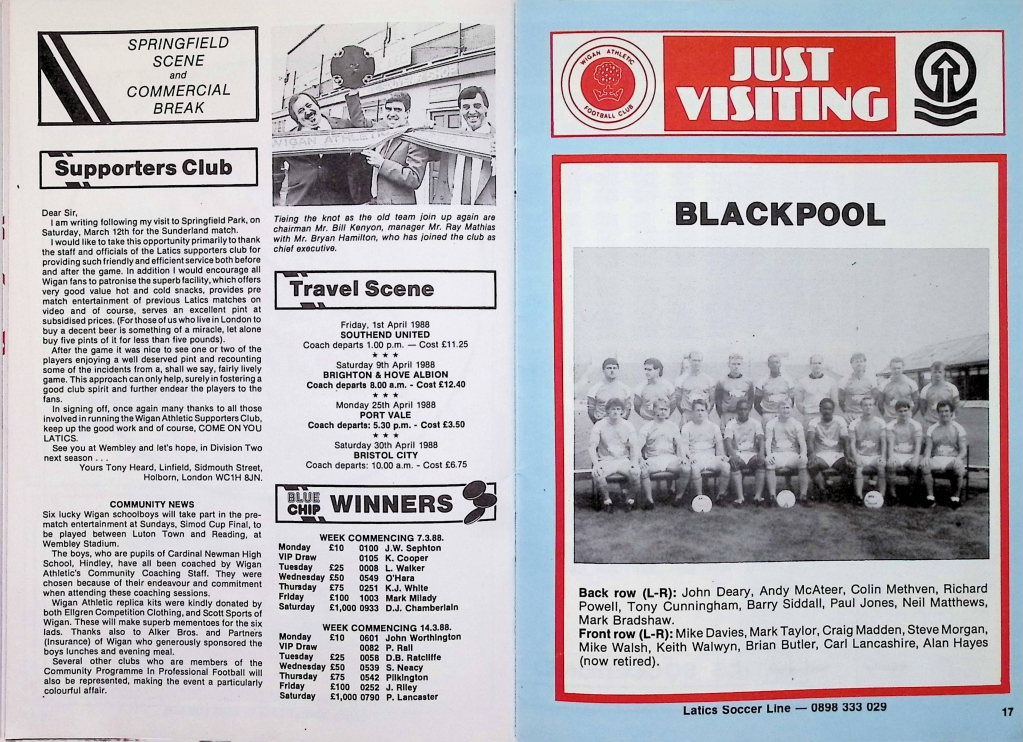 SPRINGFIELD
SCENE
and
COMMERCIAL
BREAK
Supporters Club
Dear Sir,
I am writing following my visit to Springfield Park, on
Saturday, March 12th for the Sunderland match.
I would like to take this opportunity primarily to thank
the staff and officials of the Latics supporters club for
providing such friendly and efficient service both before
and after the game. In addition I would encourage all
Wigan fans to patronise the superb facility, which offers
very good value hot and cold snacks, provides pre
match entertainment of previous Latics matches on
video and of course, serves an excellent pint at
subsidised prices. (For those of us who live in London to
buy a decent beer is something of a miracle, let alone
buy five pints of it for less than five pounds).
After the game it was nice to see one or two of the
players enjoying a well deserved pint and recounting
some of the incidents from a, shall we say, fairly lively
game. This approach can only help, surely in fostering a
good club spirit and further endear the players to the
fans.
In signing off, once again many thanks to all those
involved in running the Wigan Athletic Supporters Club,
keep up the good work and of course, COME ON YOU
LATICS.
See you at Wembley and let's hope, in Division Two
next season . . .
Yours Tony Heard, Linfield, Sidmouth Street,
Holborn, London WC1H 8JN.
COMMUNITY NEWS
Six lucky Wigan schoolboys will take part in the pre-
match entertainment at Sundays, Simod Cup Final, to
be played between Luton Town and Reading, at
Wembley Stadium.
The boys, who are pupils of Cardinal Newman High
School, Hindley, have all been coached by Wigan
Athletic's Community Coaching Staff. They were
chosen because of their endeavour and commitment
when attending these coaching sessions.
Wigan Athletic replica kits were kindly donated by
both Ellgren Competition Clothing, and Scott Sports of
Wigan. These will make superb mementoes for the six
lads. Thanks also to Alker Bros. and Partners
(Insurance) of Wigan who generously sponsored the
boys lunches and evening meal.
Several other clubs who are members of the
Community Programme In Professional Football will
also be represented, making the event a particularly
colourful affair.
WIGAN ATH
Tieing the knot as the old team join up again are
chairman Mr. Bill Kenyon, manager Mr. Ray Mathias
with Mr. Bryan Hamilton, who has joined the club as
chief executive.
Travel Scene
Friday, 1st April 1988
SOUTHEND UNITED
Coach departs 1.00 p.m. — Cost £11.25
★ ★ ★
Saturday 9th April 1988
BRIGHTON & HOVE ALBION
Coach departs 8.00 a.m. - Cost £12.40
★ ★ ★
Monday 25th April 1988
PORT VALE
Coach departs: 5.30 p.m. - Cost £3.50
★ ★ ★
Saturday 30th April 1988
BRISTOL CITY
Coach departs: 10.00 a.m. - Cost £6.75
BLUE CHIP WINNERS
WEEK COMMENCING 7.3.88.
Monday £10 0100 J.W. Sephton
VIP Draw 0105 K. Cooper
Tuesday £25 0008 L. Walker
Wednesday £50 0549 O'Hara
Thursday £75 0251 K.J. White
Friday £100 1003 Mark Milady
Saturday £1,000 0933 D.J. Chamberlain
WEEK COMMENCING 14.3.88.
Monday £10 0601 John Worthington
VIP Draw 0082 P. Rall
Tuesday £25 0058 D.B. Ratcliffe
Wednesday £50 0539 S. Neacy
Thursday £75 0542 Pilkington
Friday £100 0252 J. Riley
Saturday £1,000 0790 P. Lancaster
WIGAN ATHLETIC
FOOTBALL CLUB
JUST
VISITING
BLACKPOOL
Back row (L-R): John Deary, Andy McAteer, Colin Methven, Richard
Powell, Tony Cunningham, Barry Siddall, Paul Jones, Neil Matthews,
Mark Bradshaw.
Front row (L-R): Mike Davies, Mark Taylor, Craig Madden, Steve Morgan,
Mike Walsh, Keith Walwyn, Brian Butler, Carl Lancashire, Alan Hayes
(now retired).
Latics Soccer Line — 0898 333 029
17